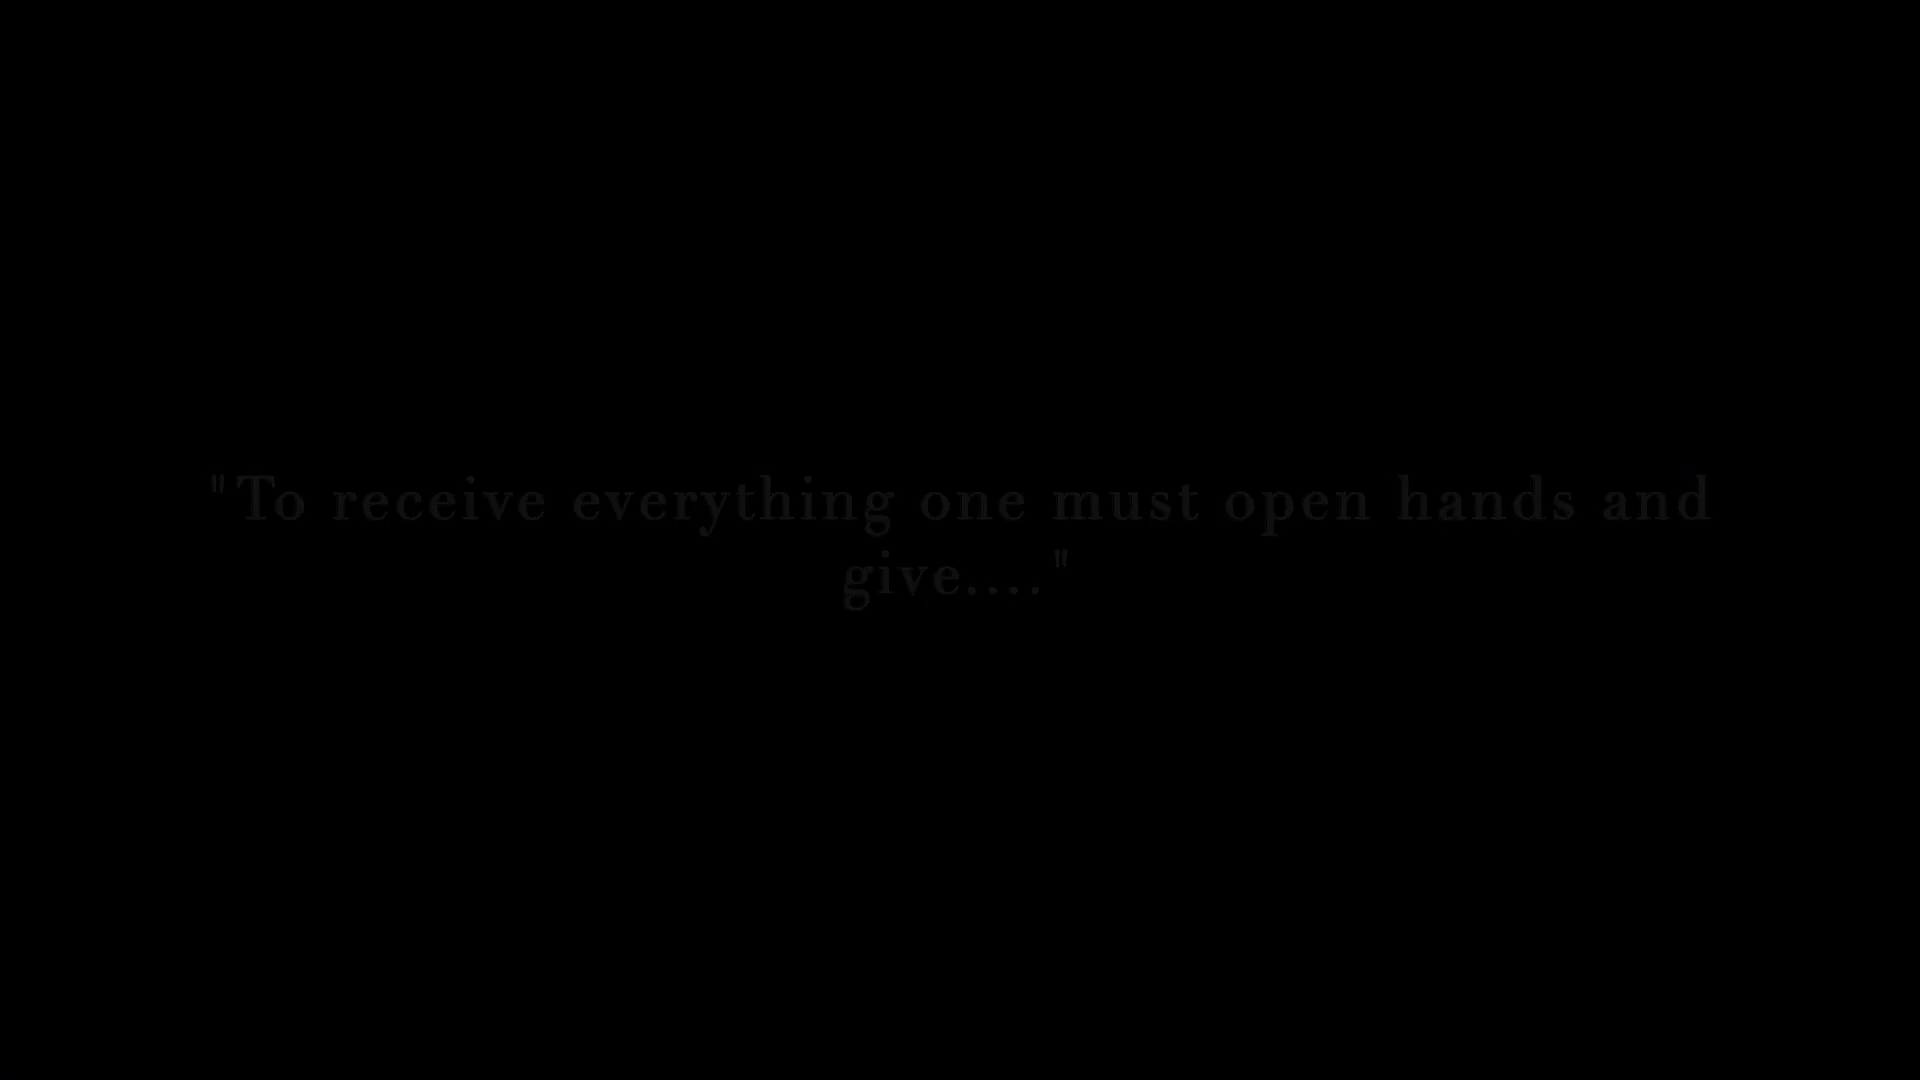 "To receive everything one must open hands and
give...."